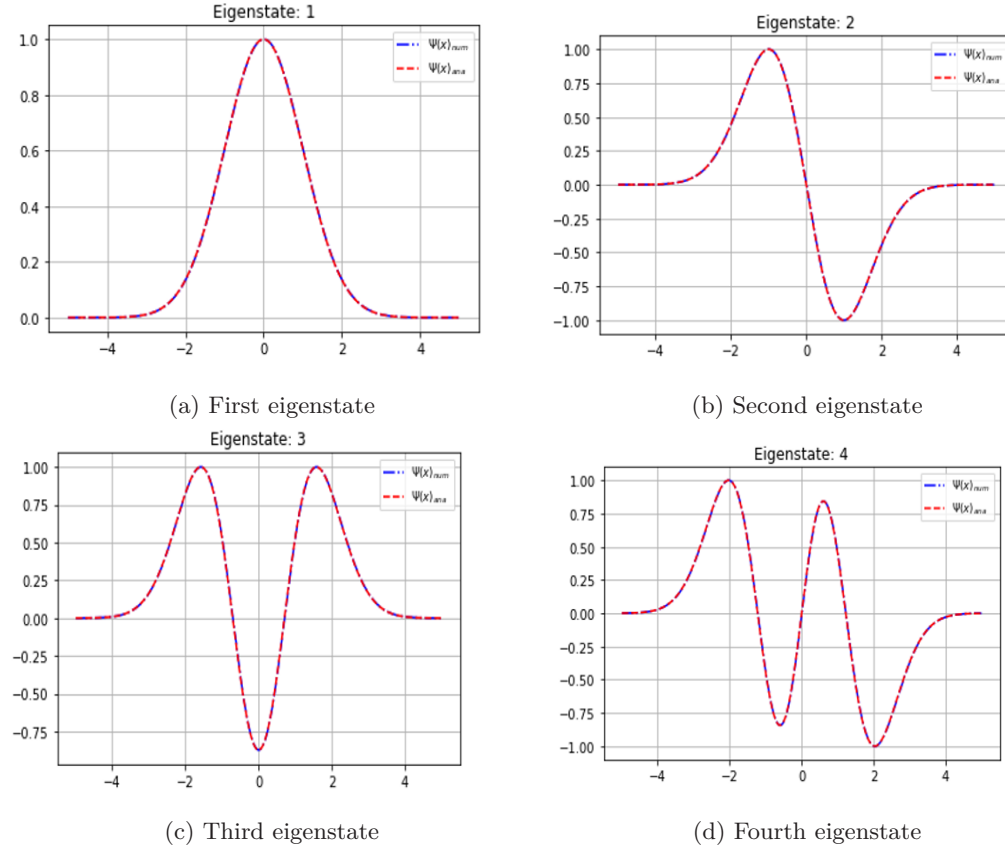 Eigenstate: 1
1.0
0.8
0.6
0.4
0.2
0.0
−4 −2 0 2 4
Ψ(x)num
Ψ(x)ana
(a) First eigenstate
Eigenstate: 2
1.00
0.75
0.50
0.25
0.00
−0.25
−0.50
−0.75
−1.00
−4 −2 0 2 4
Ψ(x)num
Ψ(x)ana
(b) Second eigenstate
Eigenstate: 3
1.00
0.75
0.50
0.25
0.00
−0.25
−0.50
−0.75
−4 −2 0 2 4
Ψ(x)num
Ψ(x)ana
(c) Third eigenstate
Eigenstate: 4
1.00
0.75
0.50
0.25
0.00
−0.25
−0.50
−0.75
−1.00
−4 −2 0 2 4
Ψ(x)num
Ψ(x)ana
(d) Fourth eigenstate